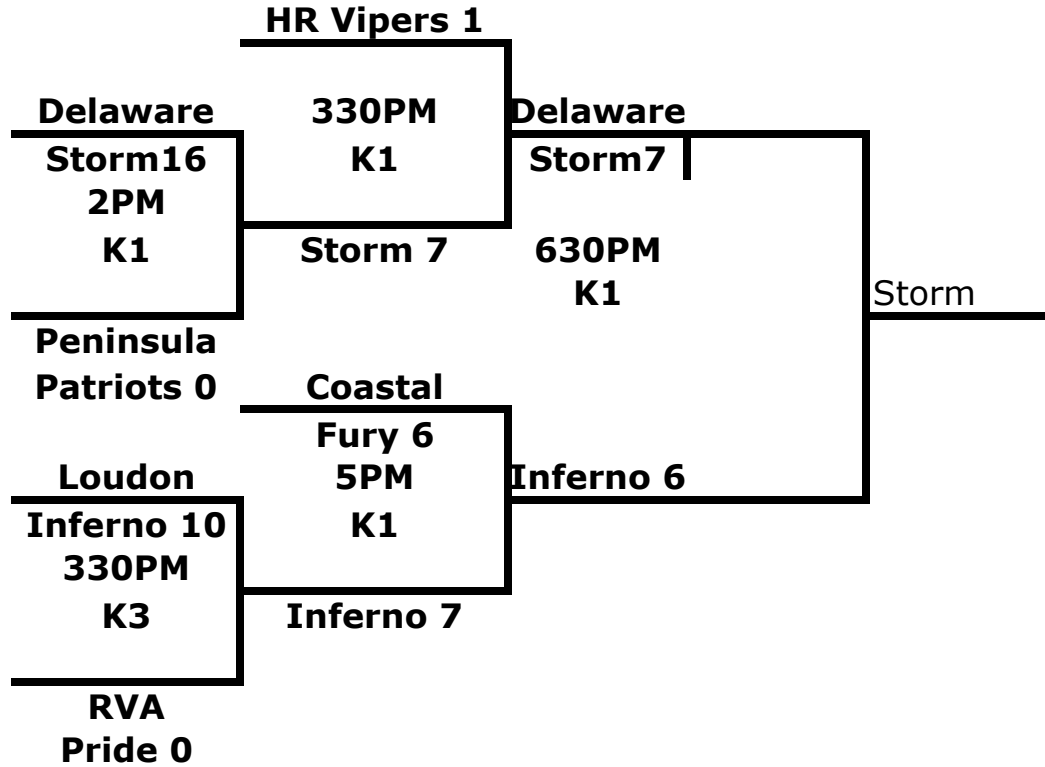 HR Vipers 1
Delaware
Storm16
2PM
K1
Peninsula
Patriots 0
330PM
K1
Storm 7
Delaware
Storm7
630PM
K1
Storm
Coastal
Fury 6
5PM
K1
Inferno 7
Loudon
Inferno 10
330PM
K3
RVA
Pride 0
Inferno 6